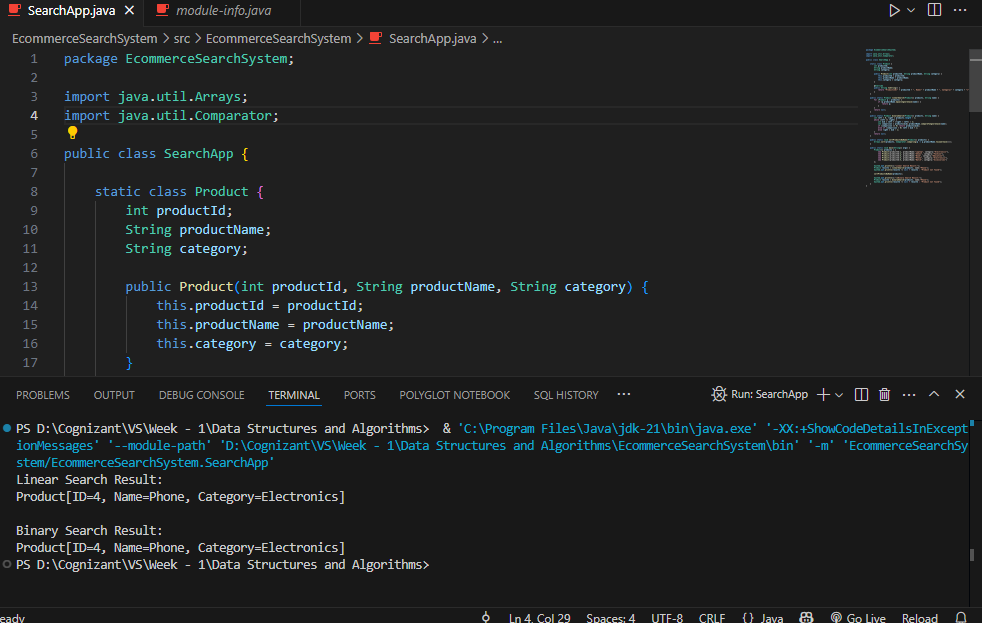 SearchApp.java
module-info.java
EcommerceSearchSystem > src > EcommerceSearchSystem > SearchApp.java > ...
1 package EcommerceSearchSystem;
2
3 import java.util.Arrays;
4 import java.util.Comparator;
5
6 public class SearchApp {
7
8 static class Product {
9 int productId;
10 String productName;
11 String category;
12
13 public Product(int productId, String productName, String category) {
14 this.productId = productId;
15 this.productName = productName;
16 this.category = category;
17 }
PROBLEMS OUTPUT DEBUG CONSOLE TERMINAL PORTS POLYGLOT NOTEBOOK SQL HISTORY ... Run: SearchApp
PS D:\Cognizant\VS\Week - 1\Data Structures and Algorithms> & 'C:\Program Files\Java\jdk-21\bin\java.exe' '-XX:+ShowCodeDetailsInExcept
ionMessages' '--module-path' 'D:\Cognizant\VS\Week - 1\Data Structures and Algorithms\EcommerceSearchSystem\bin' '-m' 'EcommerceSearchSy
stem/EcommerceSearchSystem.SearchApp'
Linear Search Result:
Product[ID=4, Name=Phone, Category=Electronics]
Binary Search Result:
Product[ID=4, Name=Phone, Category=Electronics]
PS D:\Cognizant\VS\Week - 1\Data Structures and Algorithms>
eady Ln 4, Col 29 Spaces: 4 UTF-8 CRLF {} Java Go Live Reload